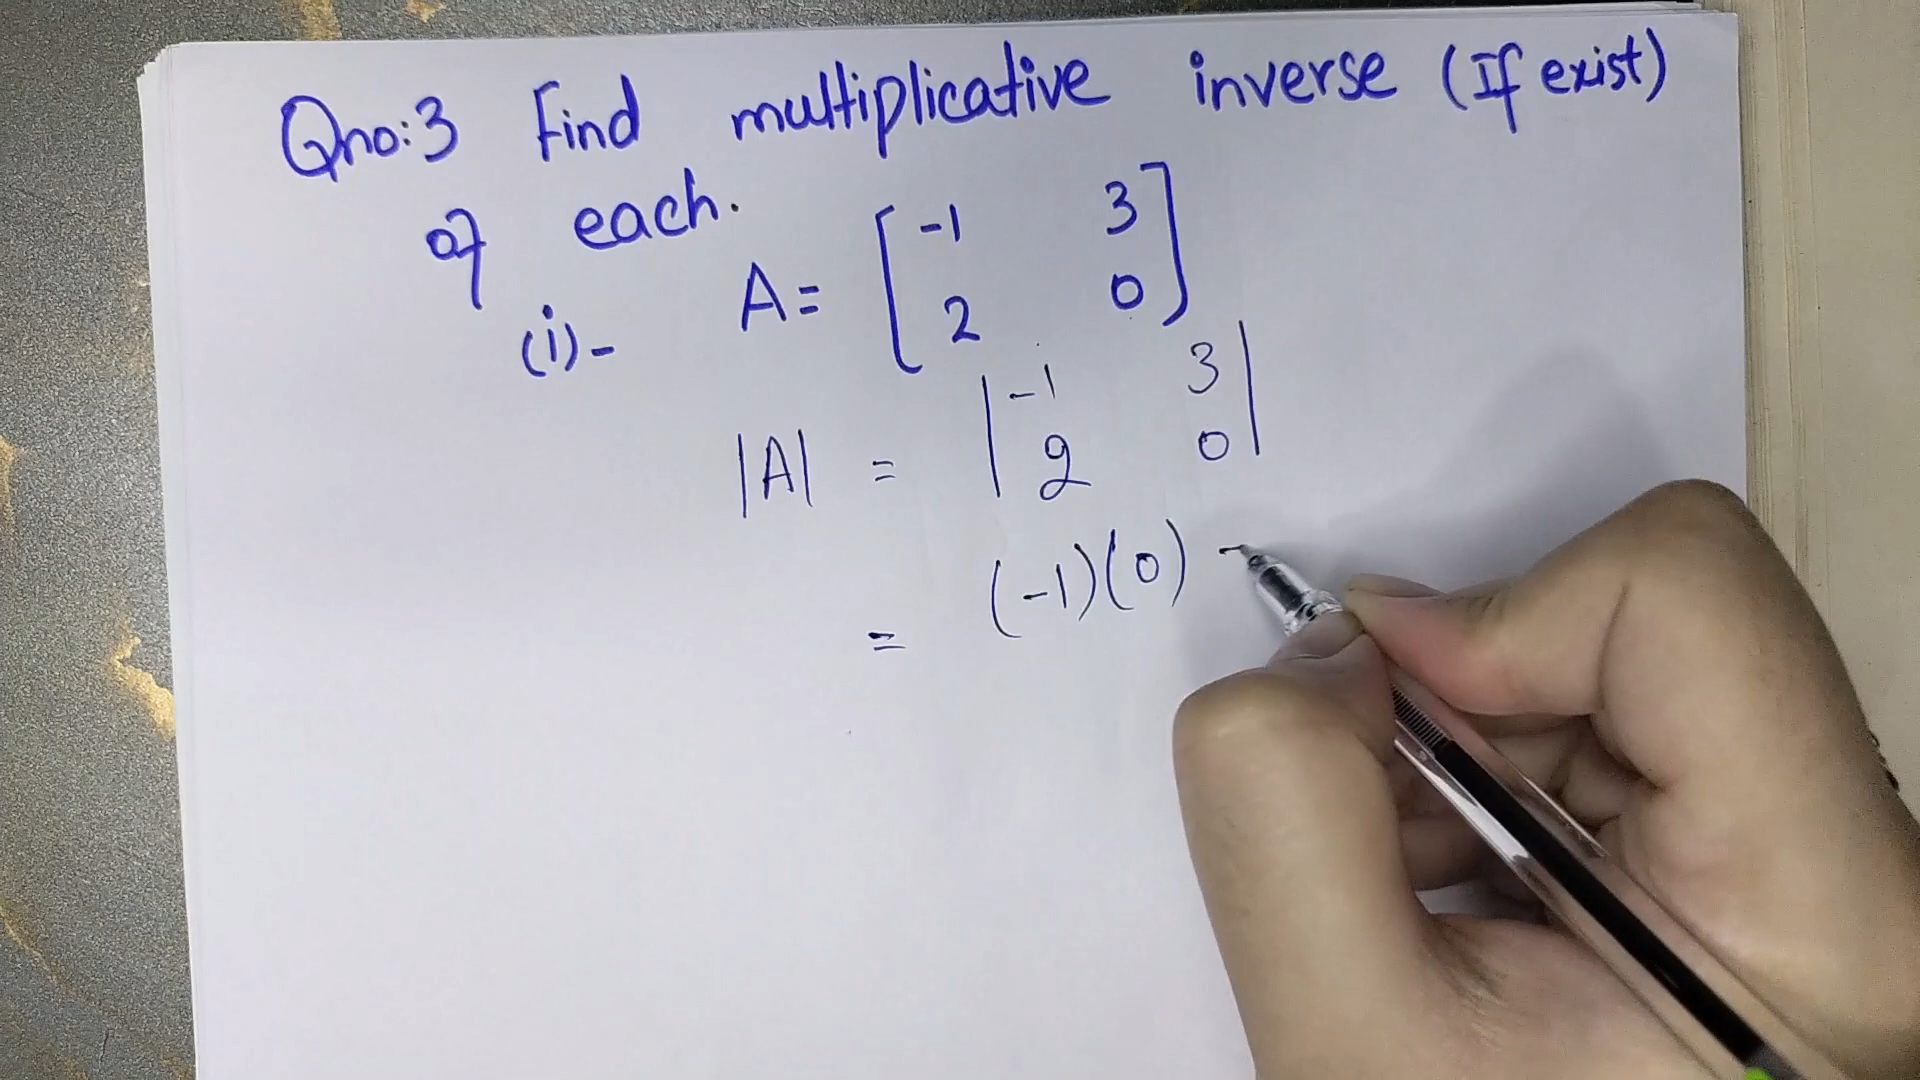 Qno:3 Find multiplicative inverse (If exist)
of each.
(i)- A= [ -1 3
2 0 ]
|A| = | -1 3
2 0 |
= (-1)(0) -